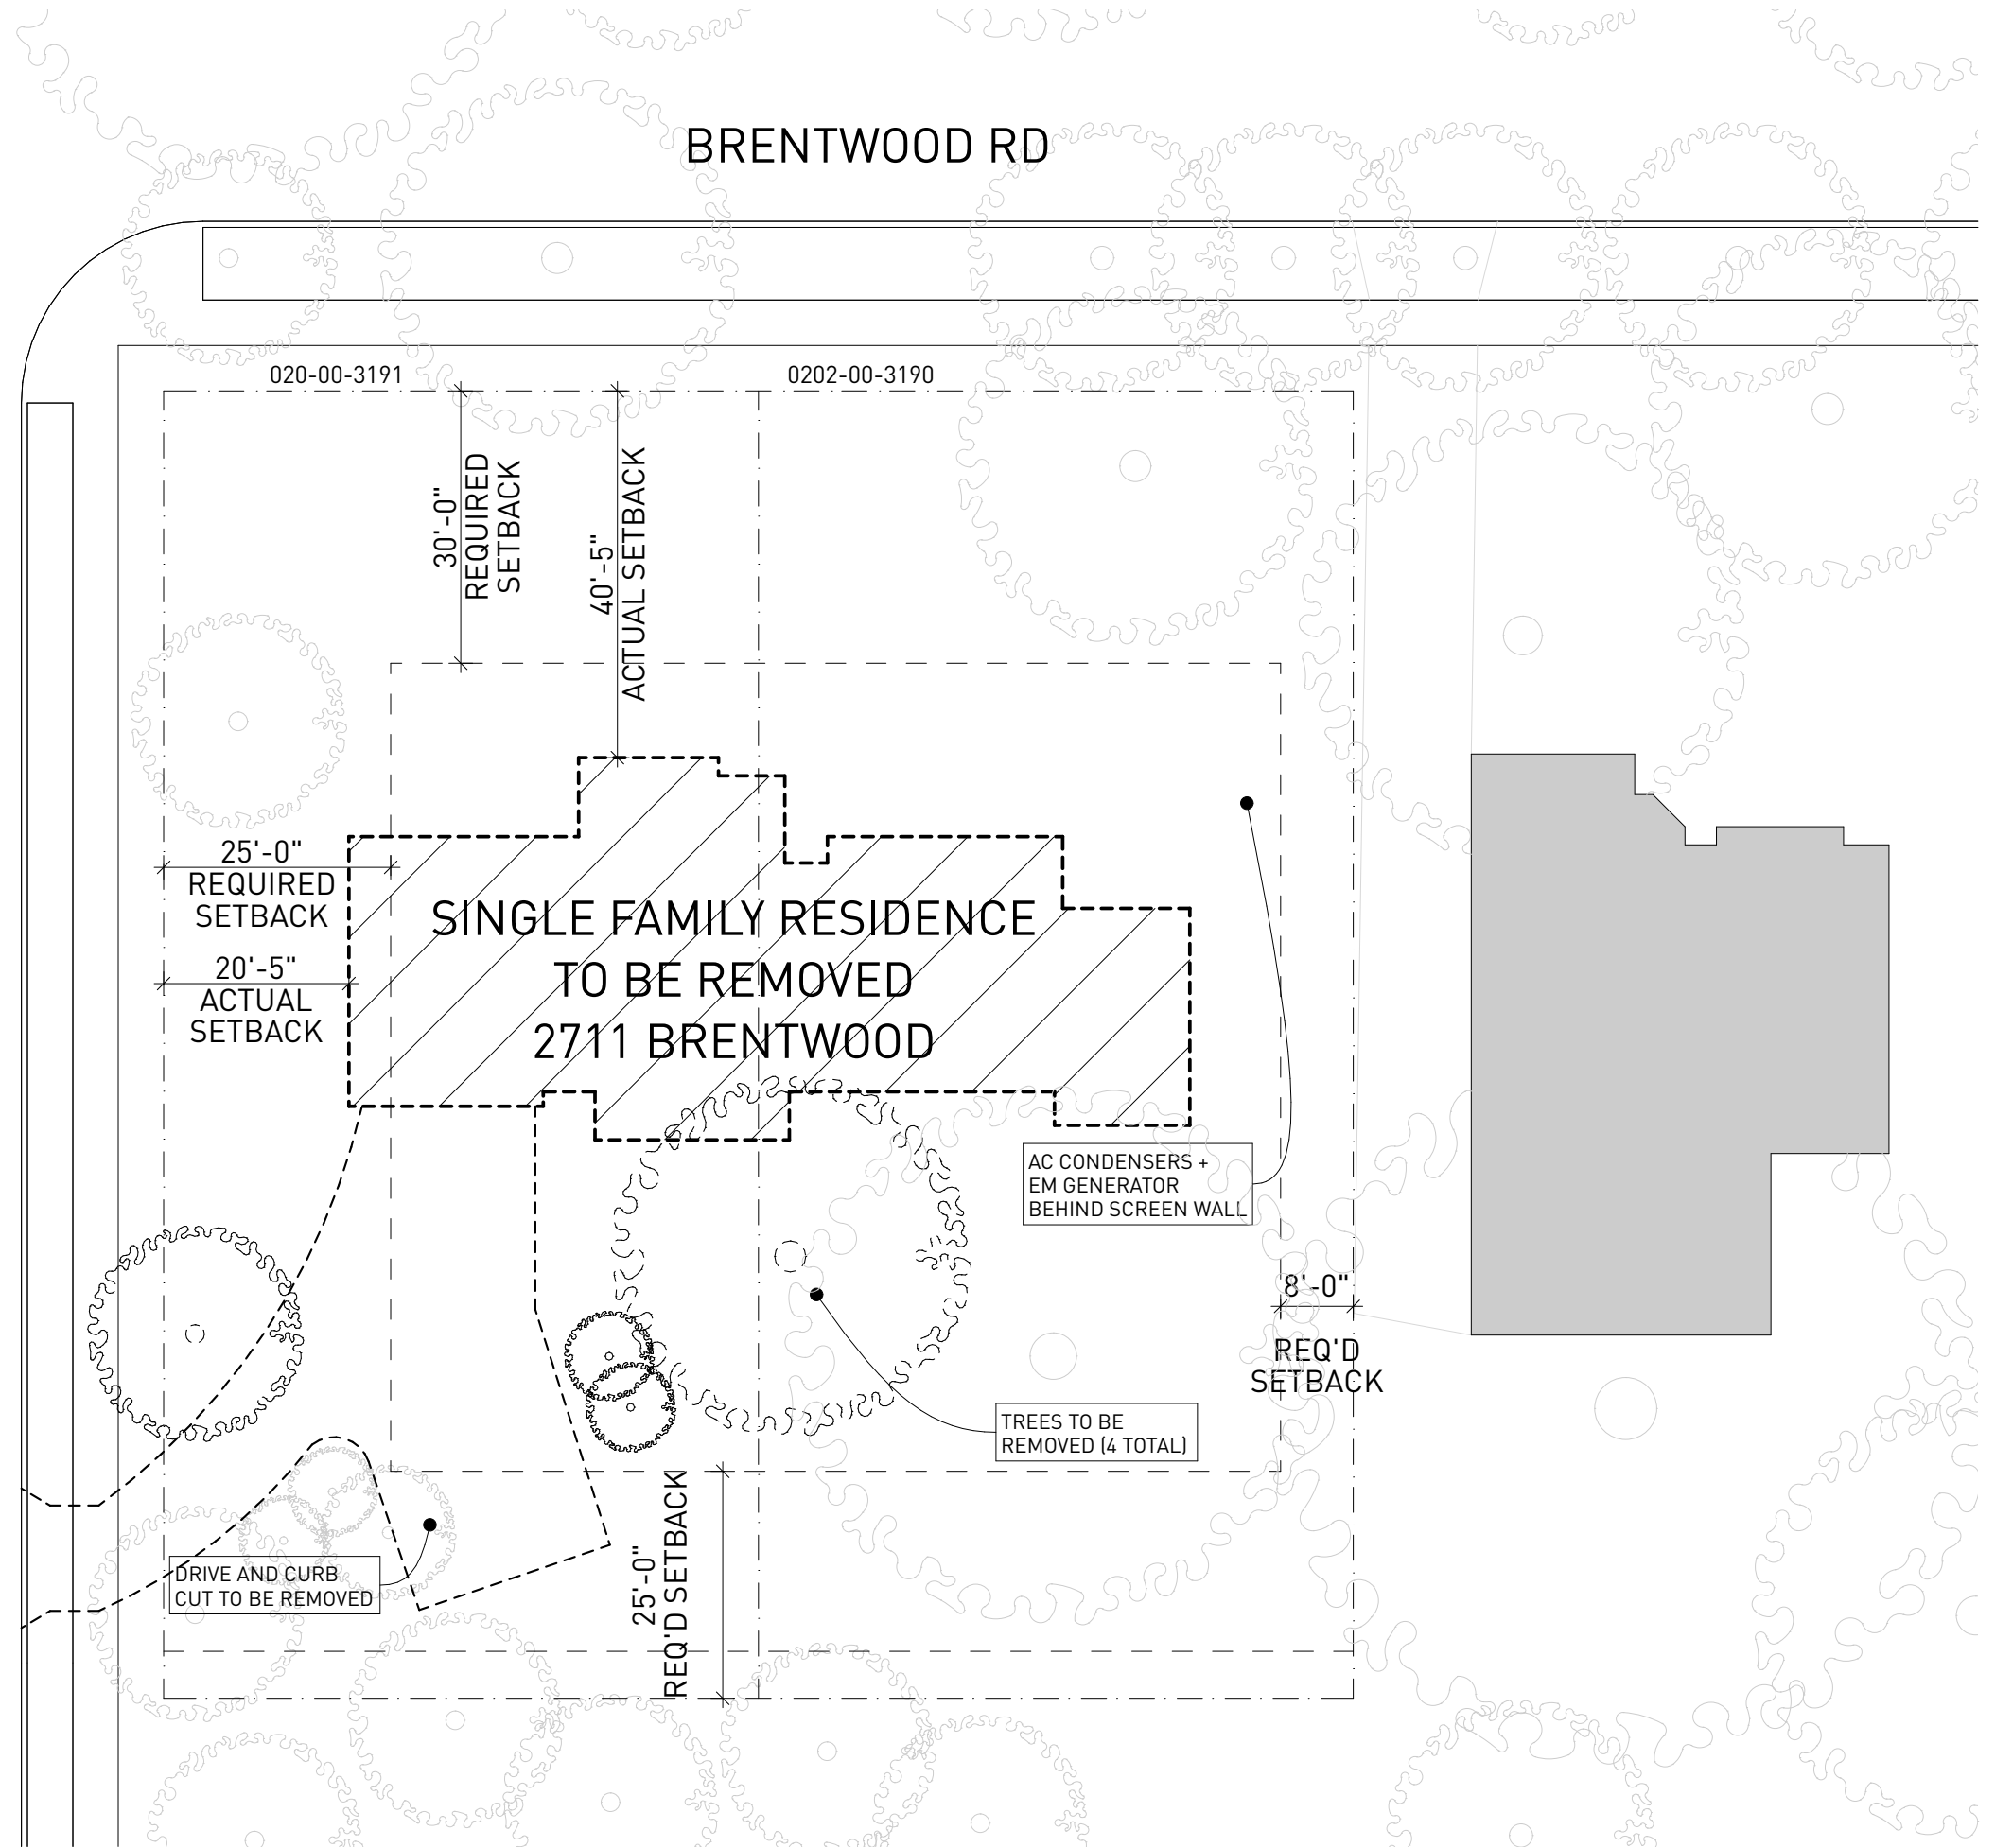 BRENTWOOD RD
020-00-3191
0202-00-3190
30'-0"
REQUIRED
SETBACK
40'-5"
ACTUAL SETBACK
25'-0"
REQUIRED
SETBACK
20'-5"
ACTUAL
SETBACK
SINGLE FAMILY RESIDENCE
TO BE REMOVED
2711 BRENTWOOD
AC CONDENSERS +
EM GENERATOR
BEHIND SCREEN WALL
8'-0"
REQ'D
SETBACK
TREES TO BE
REMOVED (4 TOTAL)
25'-0"
REQ'D SETBACK
DRIVE AND CURB
CUT TO BE REMOVED